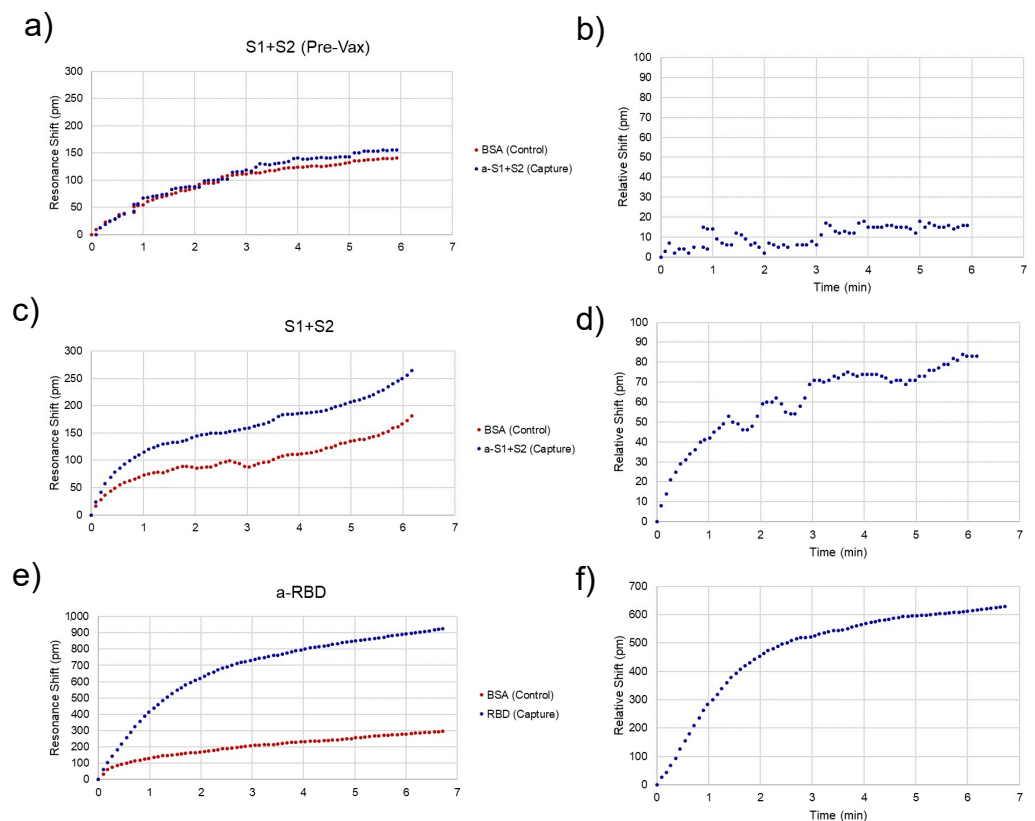 a)
S1+S2 (Pre-Vax)
Resonance Shift (pm)
300
250
200
150
100
50
0
0 1 2 3 4 5 6 7
BSA (Control)
a-S1+S2 (Capture)
b)
Relative Shift (pm)
100
90
80
70
60
50
40
30
20
10
0
0 1 2 3 4 5 6 7
Time (min)
c)
S1+S2
Resonance Shift (pm)
300
250
200
150
100
50
0
0 1 2 3 4 5 6 7
BSA (Control)
a-S1+S2 (Capture)
d)
Relative Shift (pm)
100
90
80
70
60
50
40
30
20
10
0
0 1 2 3 4 5 6 7
Time (min)
e)
a-RBD
Resonance Shift (pm)
1000
900
800
700
600
500
400
300
200
100
0
0 1 2 3 4 5 6 7
BSA (Control)
RBD (Capture)
f)
Relative Shift (pm)
700
600
500
400
300
200
100
0
0 1 2 3 4 5 6 7
Time (min)